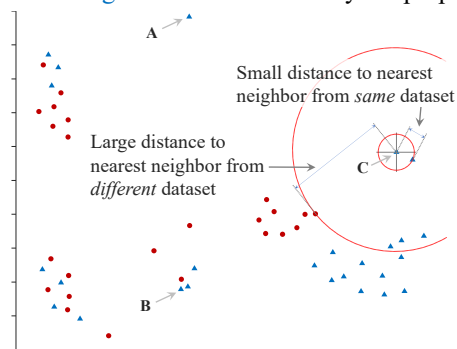 A
Small distance to nearest
neighbor from same dataset
Large distance to
nearest neighbor from
different dataset
C
B